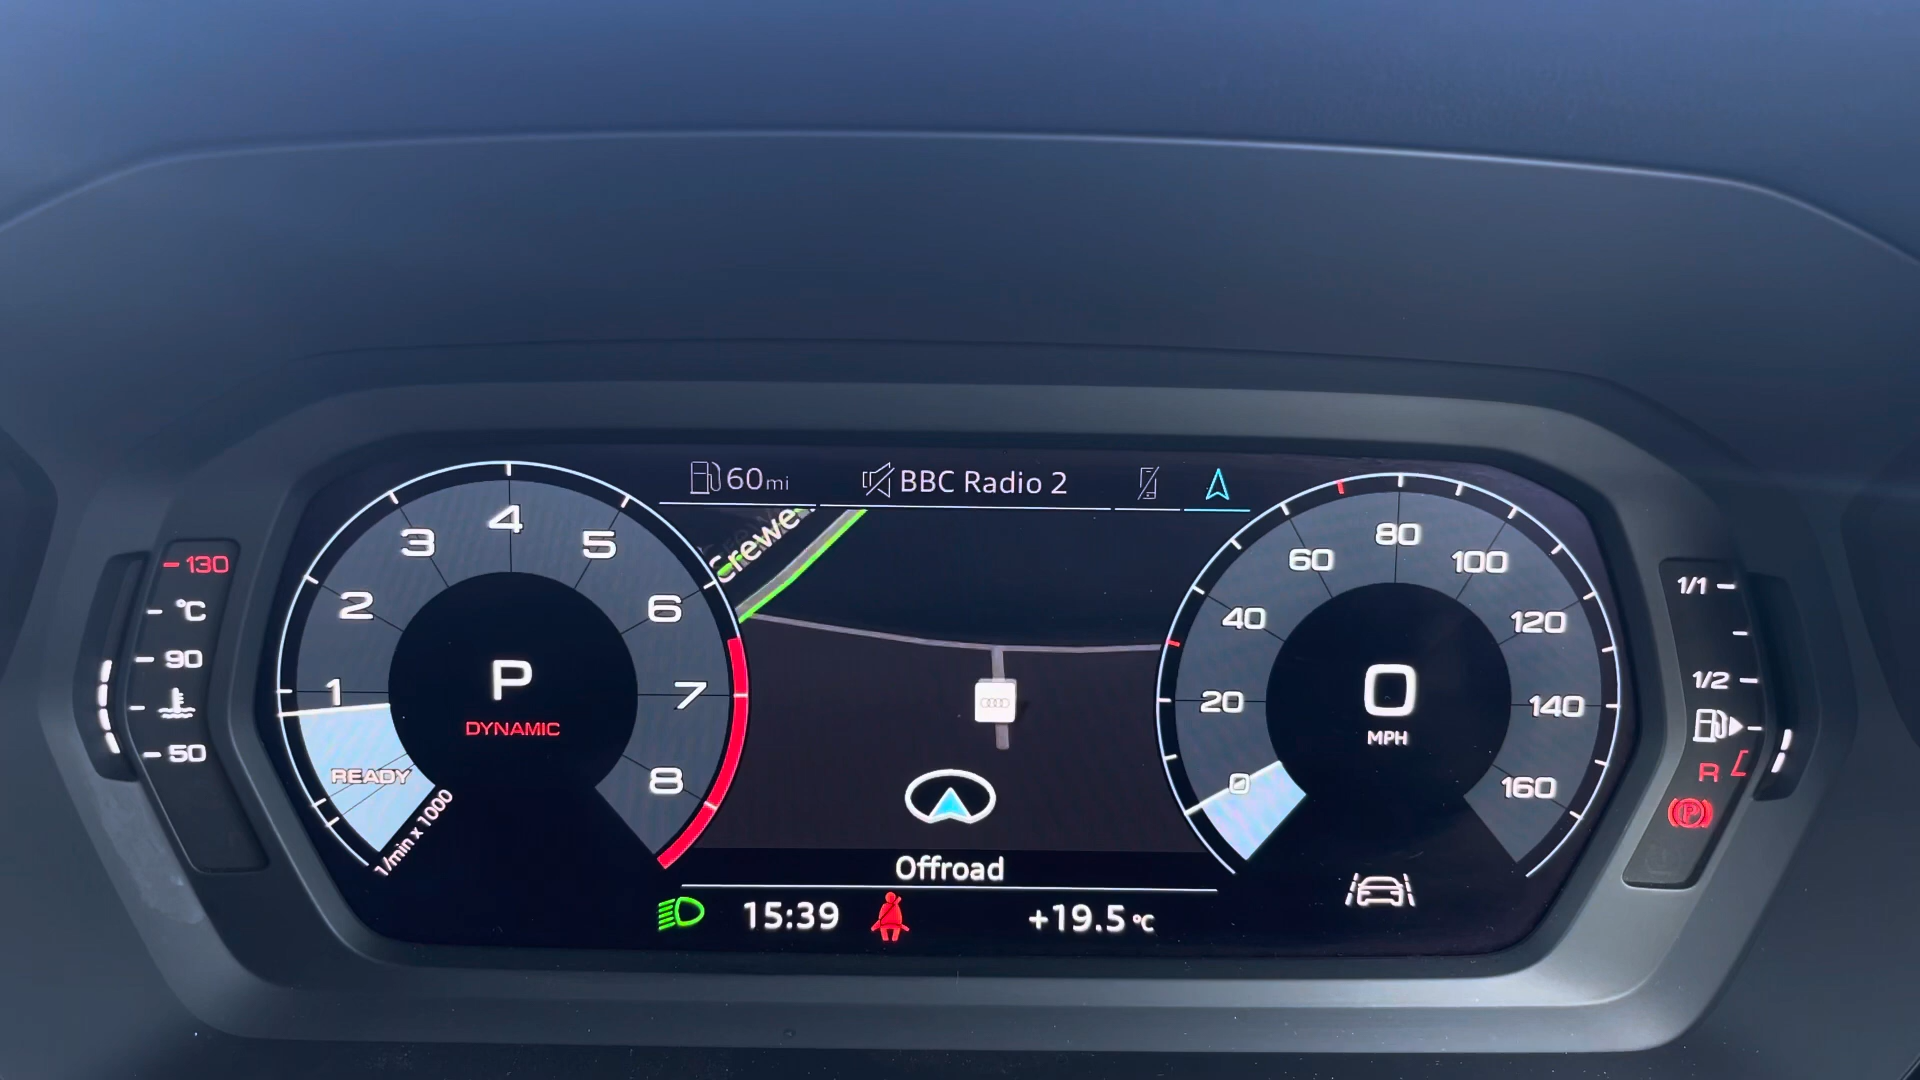 60mi
BBC Radio 2
130
°C
90
50
1
2
3
4
5
6
7
8
READY
1/min x 1000
P
DYNAMIC
Crewe
0
20
40
60
80
100
120
140
160
0
MPH
1/1
1/2
R
P
Offroad
15:39
+19.5°C